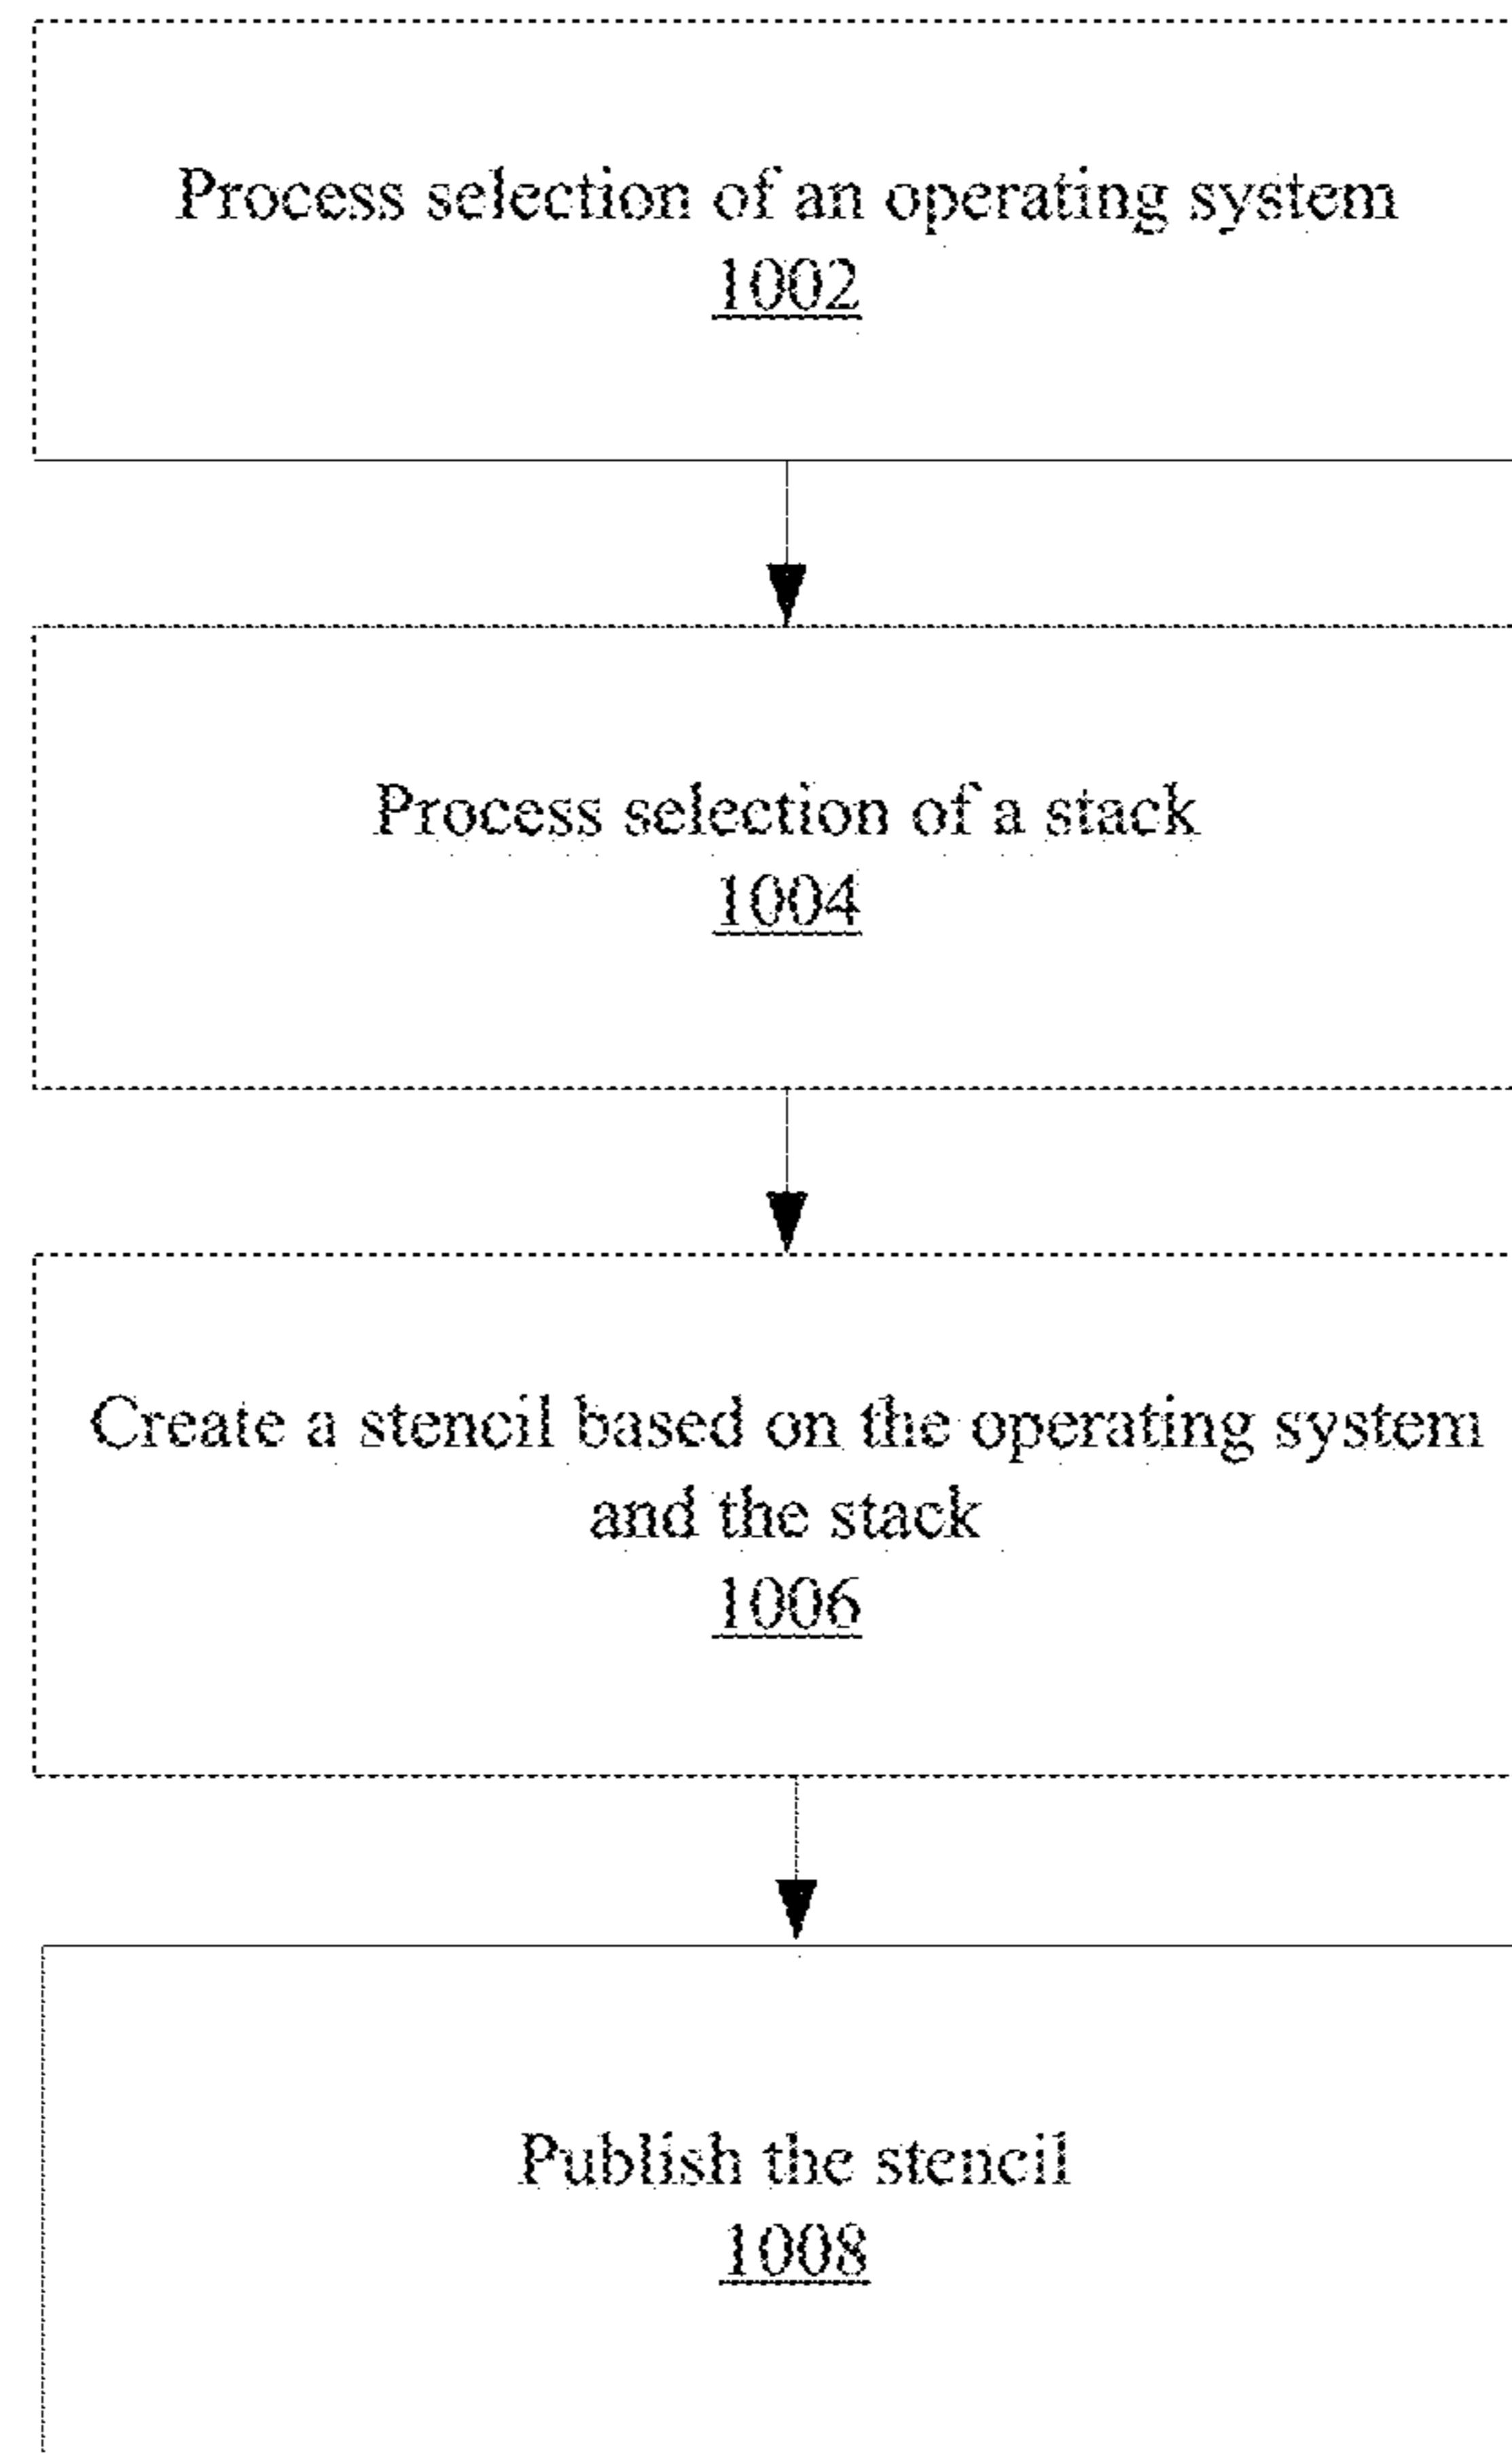 Process selection of an operating system
1002
Process selection of a stack
1004
Create a stencil based on the operating system
and the stack
1006
Publish the stencil
1008